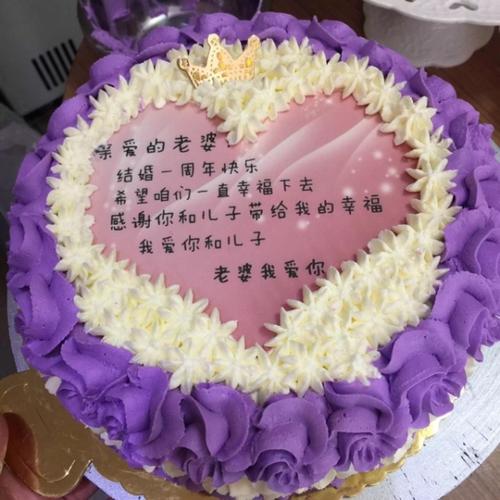 亲爱的老婆
结婚一周年快乐
希望咱们一直幸福下去
感谢你和儿子带给我的幸福
我爱你和儿子
老婆我爱你